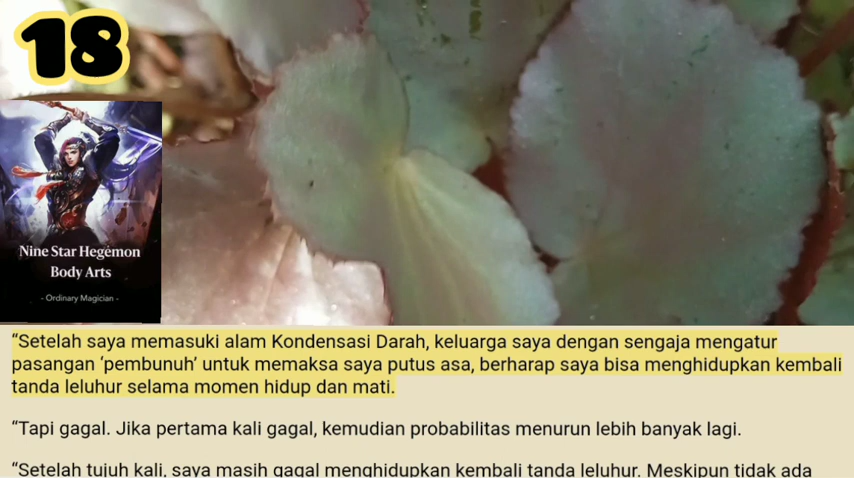 18
Nine Star Hegemon
Body Arts
- Ordinary Magician -
“Setelah saya memasuki alam Kondensasi Darah, keluarga saya dengan sengaja mengatur
pasangan ‘pembunuh’ untuk memaksa saya putus asa, berharap saya bisa menghidupkan kembali
tanda leluhur selama momen hidup dan mati.
“Tapi gagal. Jika pertama kali gagal, kemudian probabilitas menurun lebih banyak lagi.
“Setelah tujuh kali, saya masih gagal menghidupkan kembali tanda leluhur. Meskipun tidak ada